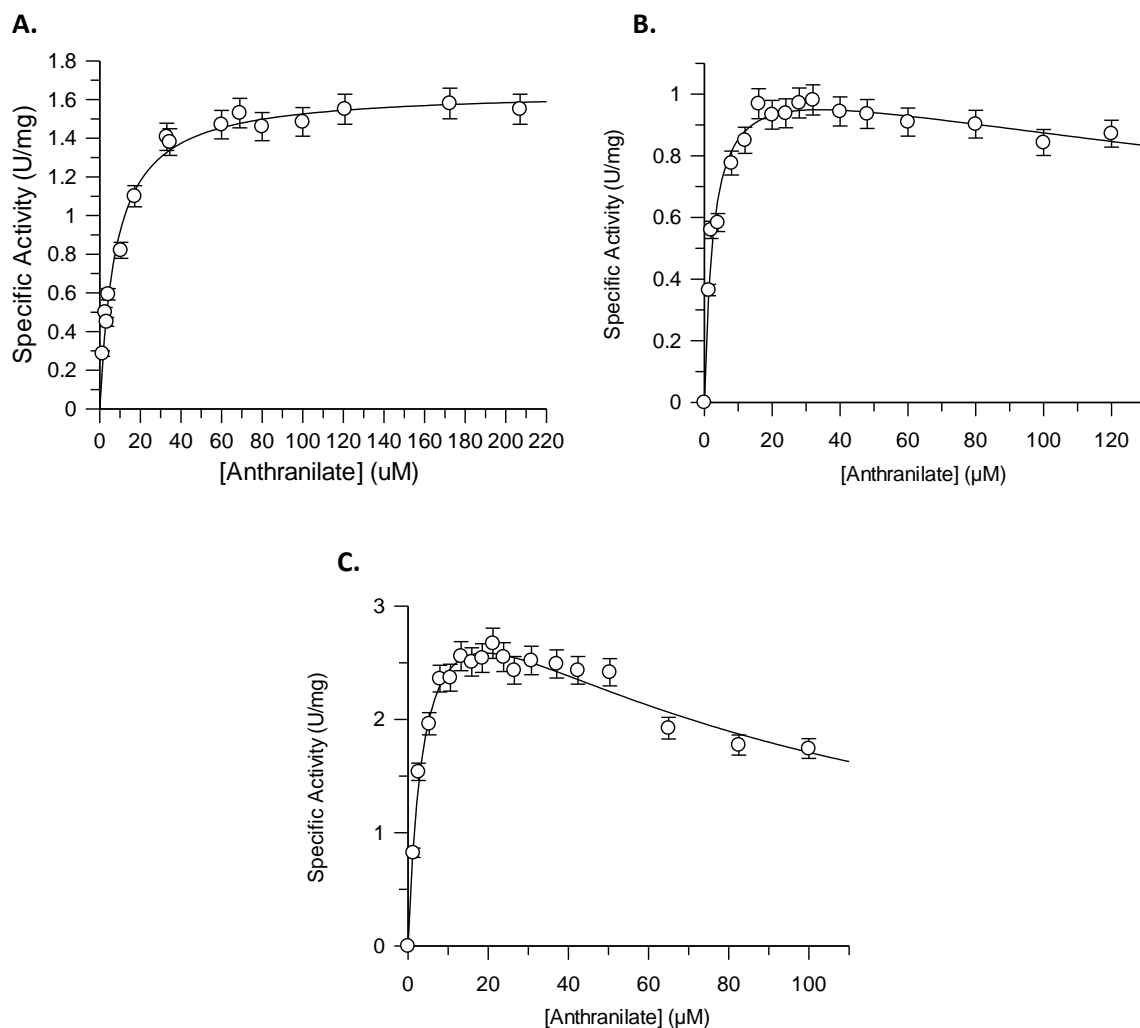 A.
Specific Activity (U/mg)
1.8
1.6
1.4
1.2
1
0.8
0.6
0.4
0.2
0
0 20 40 60 80 100 120 140 160 180 200 220
[Anthranilate] (uM)
B.
Specific Activity (U/mg)
1
0.8
0.6
0.4
0.2
0
0 20 40 60 80 100 120
[Anthranilate] (µM)
C.
Specific Activity (U/mg)
3
2
1
0
0 20 40 60 80 100
[Anthranilate] (µM)